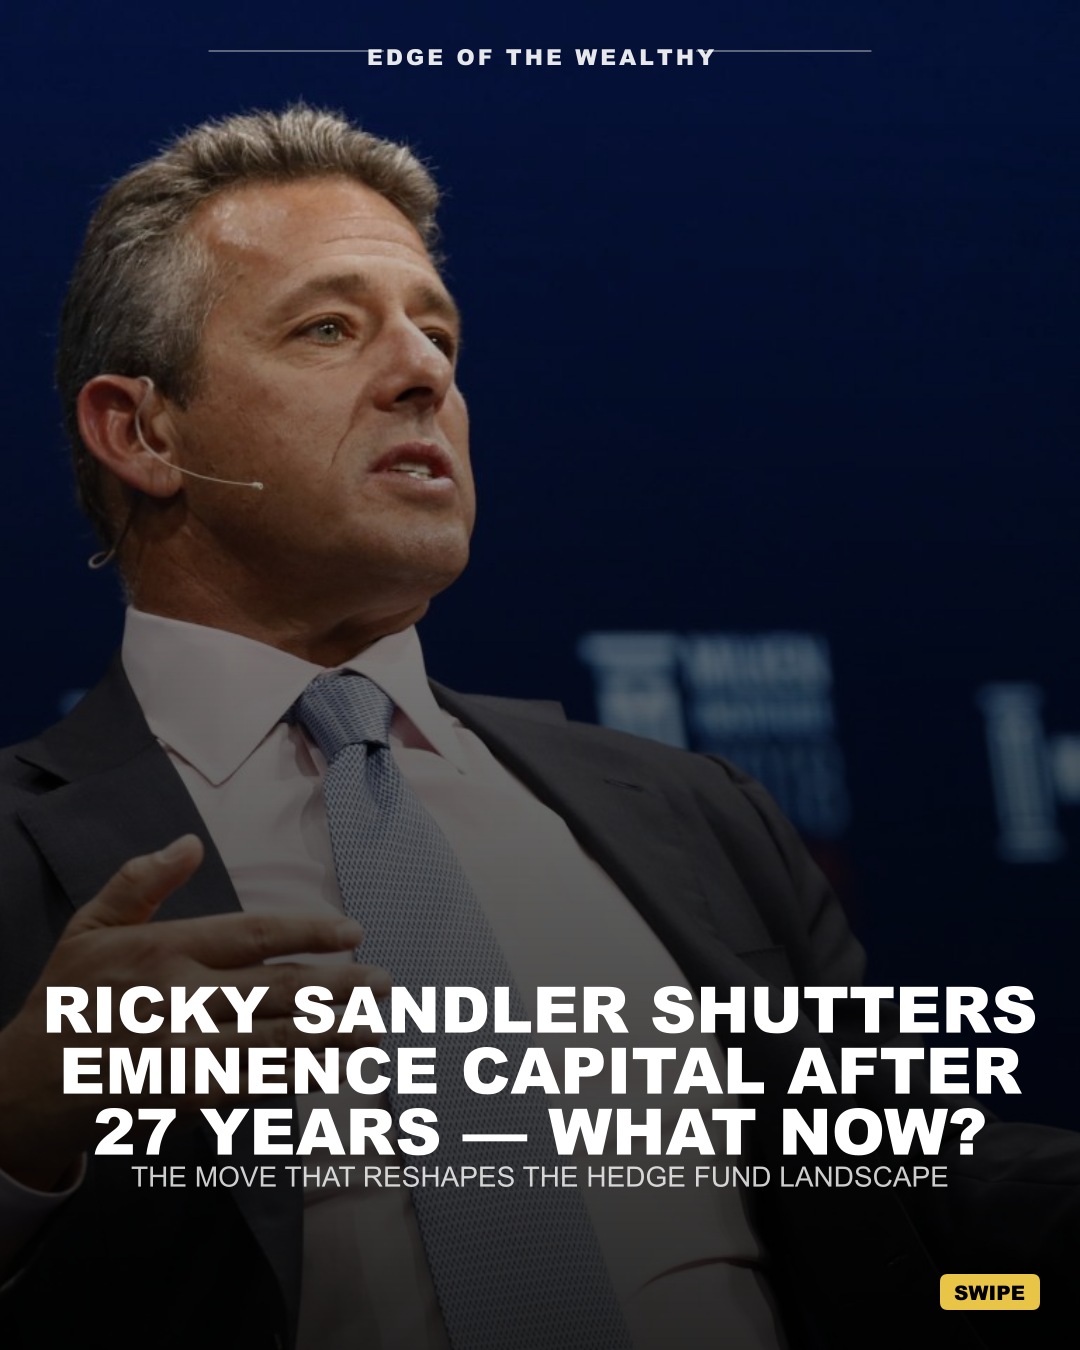 EDGE OF THE WEALTHY
RICKY SANDLER SHUTTERS
EMINENCE CAPITAL AFTER
27 YEARS — WHAT NOW?
THE MOVE THAT RESHAPES THE HEDGE FUND LANDSCAPE
SWIPE